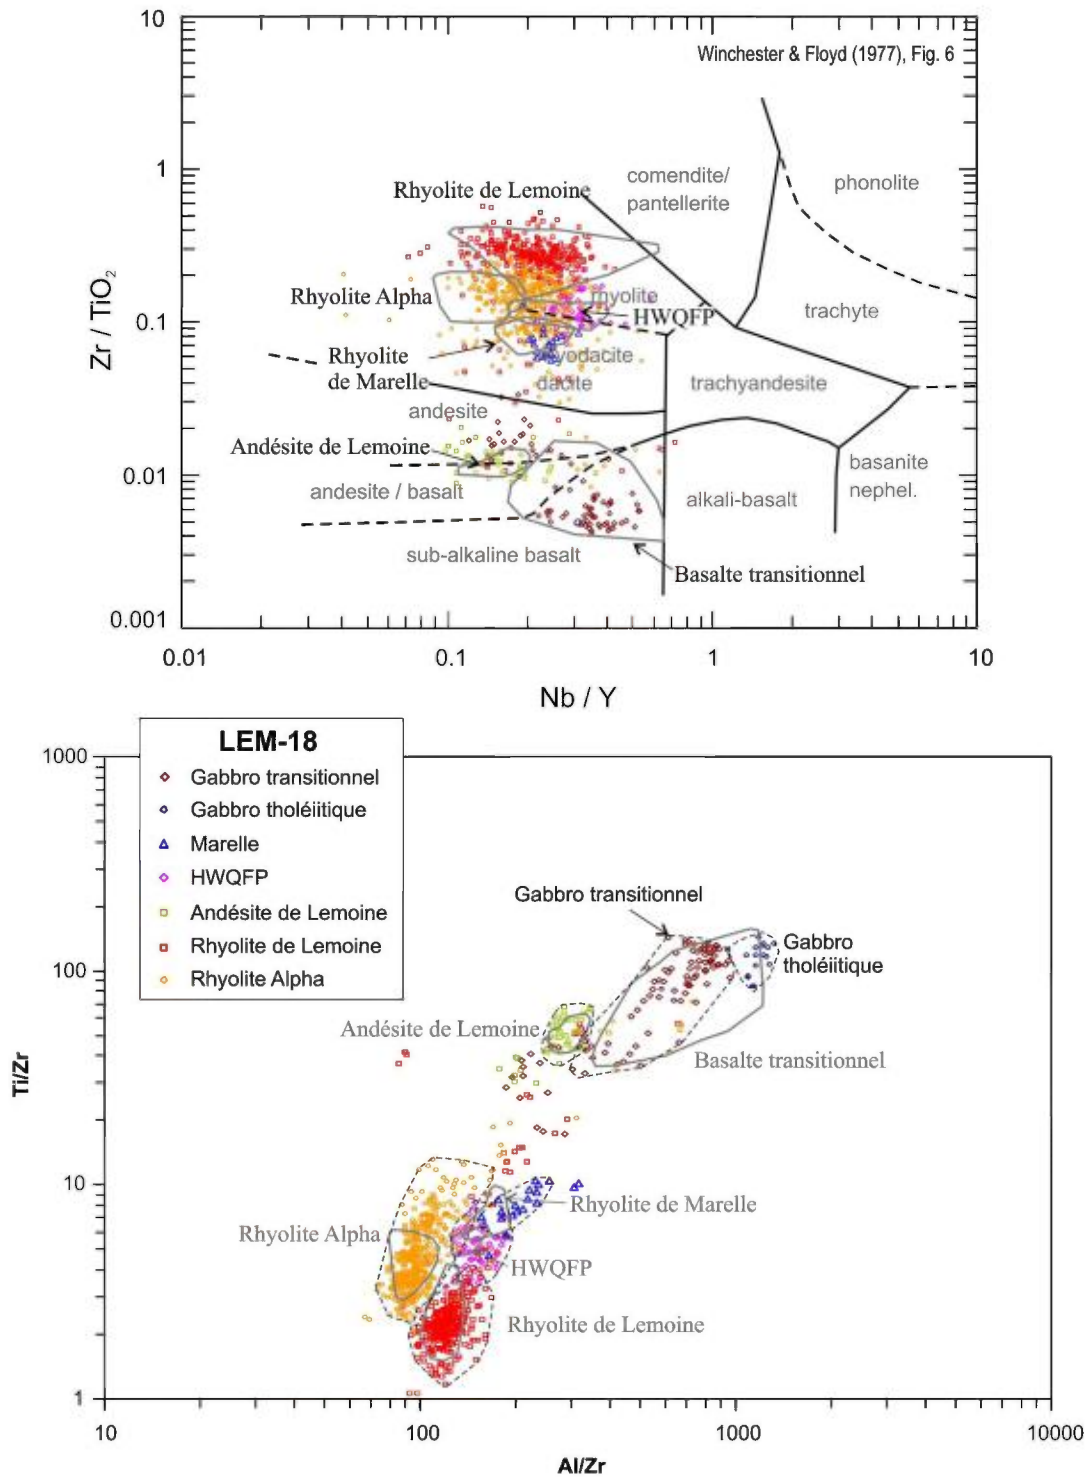 10
Winchester & Floyd (1977), Fig. 6
1
Rhyolite de Lemoine
comendite/
pantellerite
phonolite
Zr / TiO₂
Rhyolite Alpha
rhyolite
HWQFP
trachyte
0.1
Rhyolite
de Marelle
rhyodacite
dacite
trachyandesite
andesite
Andésite de Lemoine
0.01
andesite / basalt
alkali-basalt
basanite
nephel.
sub-alkaline basalt
Basalte transitionnel
0.001
0.01
0.1
1
10
Nb / Y
LEM-18
Gabbro transitionnel
Gabbro tholéiitique
Marelle
HWQFP
Andésite de Lemoine
Rhyolite de Lemoine
Rhyolite Alpha
1000
Gabbro transitionnel
Gabbro
tholéiitique
100
Andésite de Lemoine
Basalte transitionnel
Ti/Zr
10
Rhyolite de Marelle
Rhyolite Alpha
HWQFP
Rhyolite de Lemoine
1
10
100
1000
10000
Al/Zr